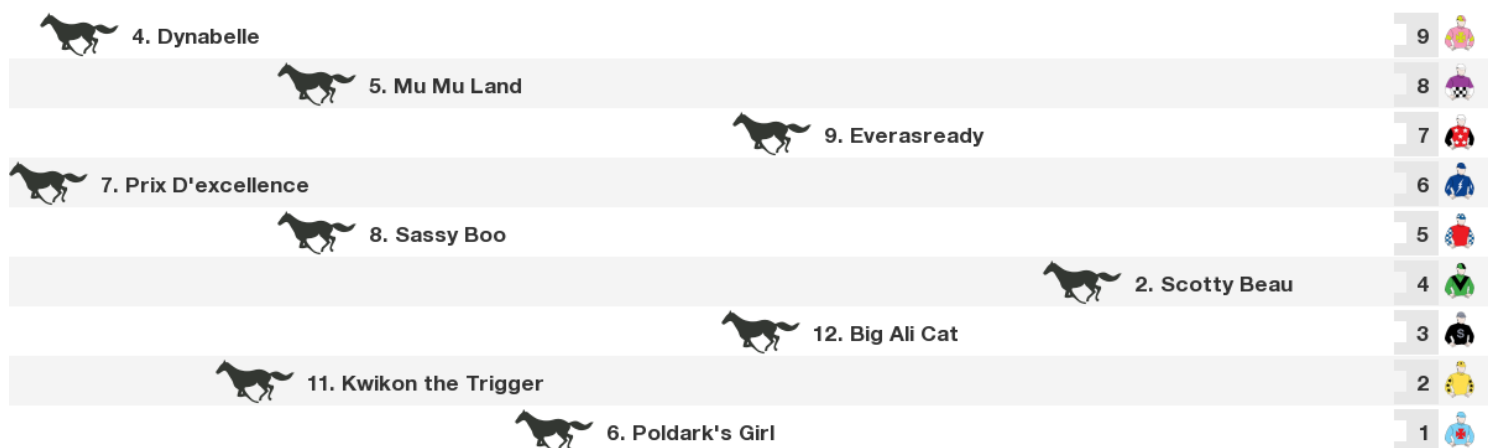 4. Dynabelle 9
5. Mu Mu Land 8
9. Everasready 7
7. Prix D'excellence 6
8. Sassy Boo 5
2. Scotty Beau 4
12. Big Ali Cat 3 S
11. Kwikon the Trigger 2
6. Poldark's Girl 1